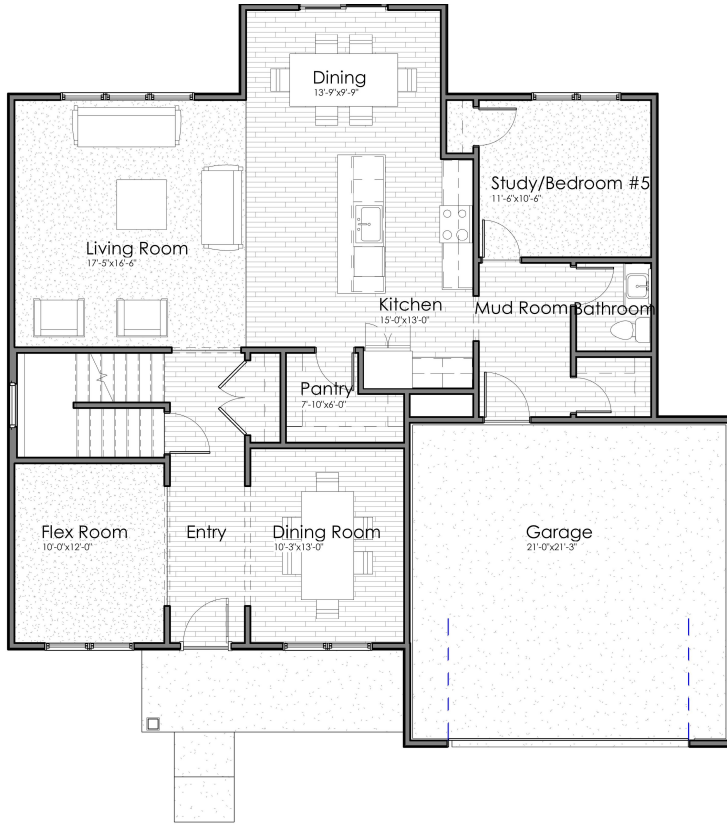 Dining
13'-9"x9'-9"
Study/Bedroom #5
11'-6"x10'-6"
Living Room
17'-5"x16'-6"
Kitchen
15'-0"x13'-0"
Mud Room
Bathroom
Pantry
7'-10"x6'-0"
Flex Room
10'-0"x12'-0"
Entry
Dining Room
10'-3"x13'-0"
Garage
21'-0"x21'-3"